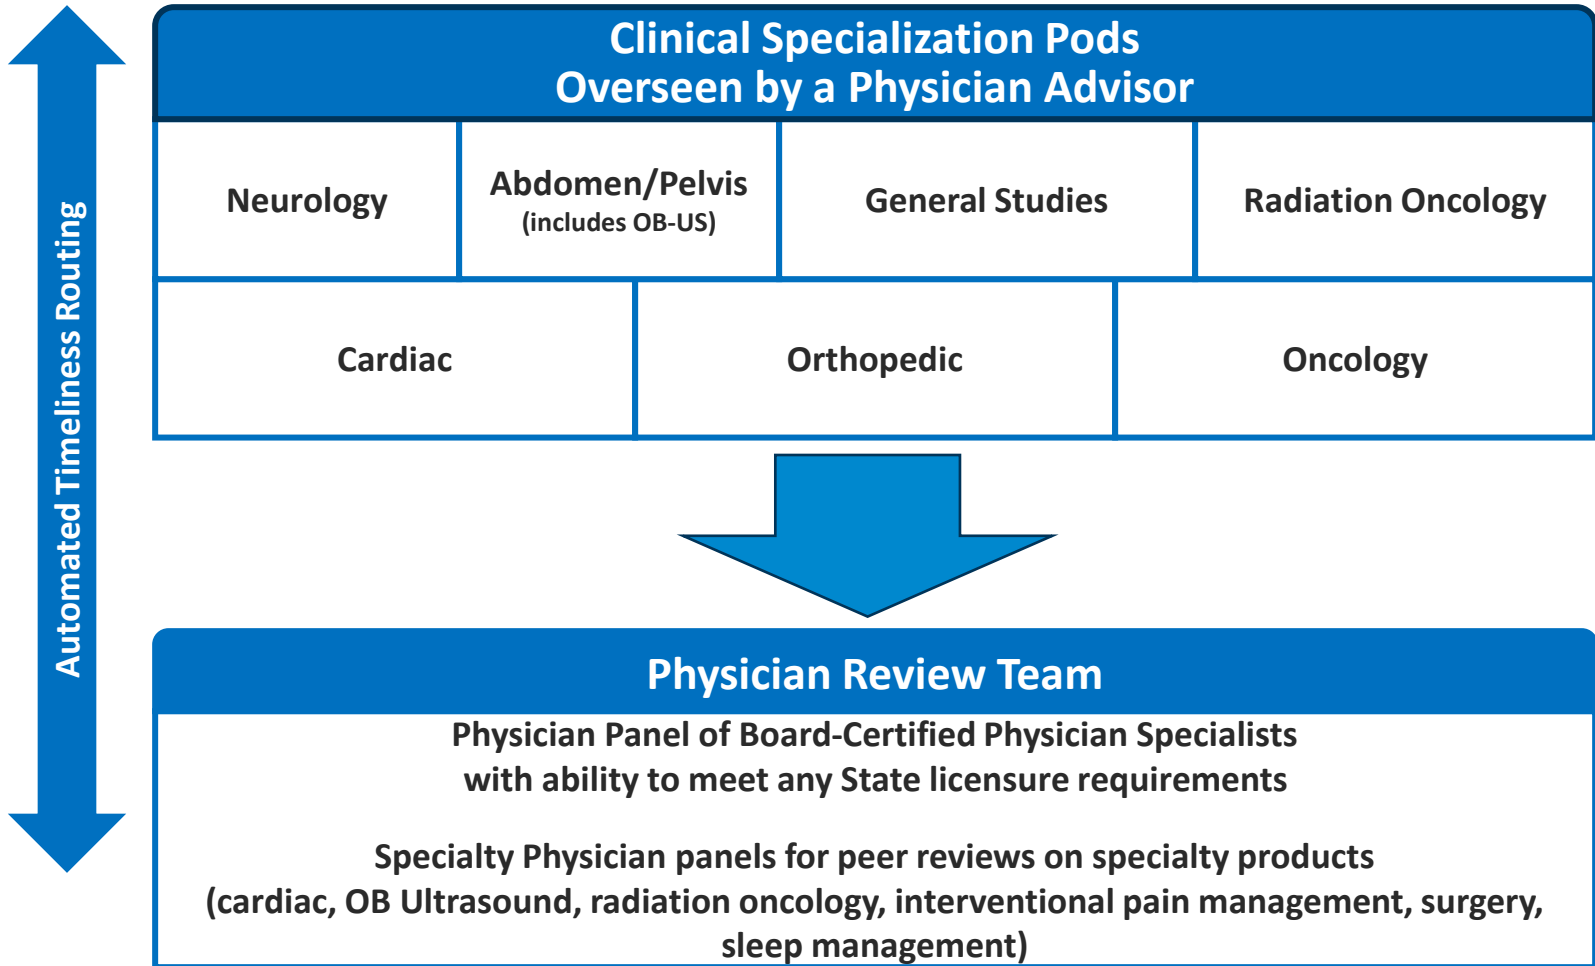 Clinical Specialization Pods
Overseen by a Physician Advisor
Neurology
Abdomen/Pelvis
(includes OB-US)
General Studies
Radiation Oncology
Cardiac
Orthopedic
Oncology
Automated Timeliness Routing
Physician Review Team
Physician Panel of Board-Certified Physician Specialists
with ability to meet any State licensure requirements
Specialty Physician panels for peer reviews on specialty products
(cardiac, OB Ultrasound, radiation oncology, interventional pain management, surgery,
sleep management)